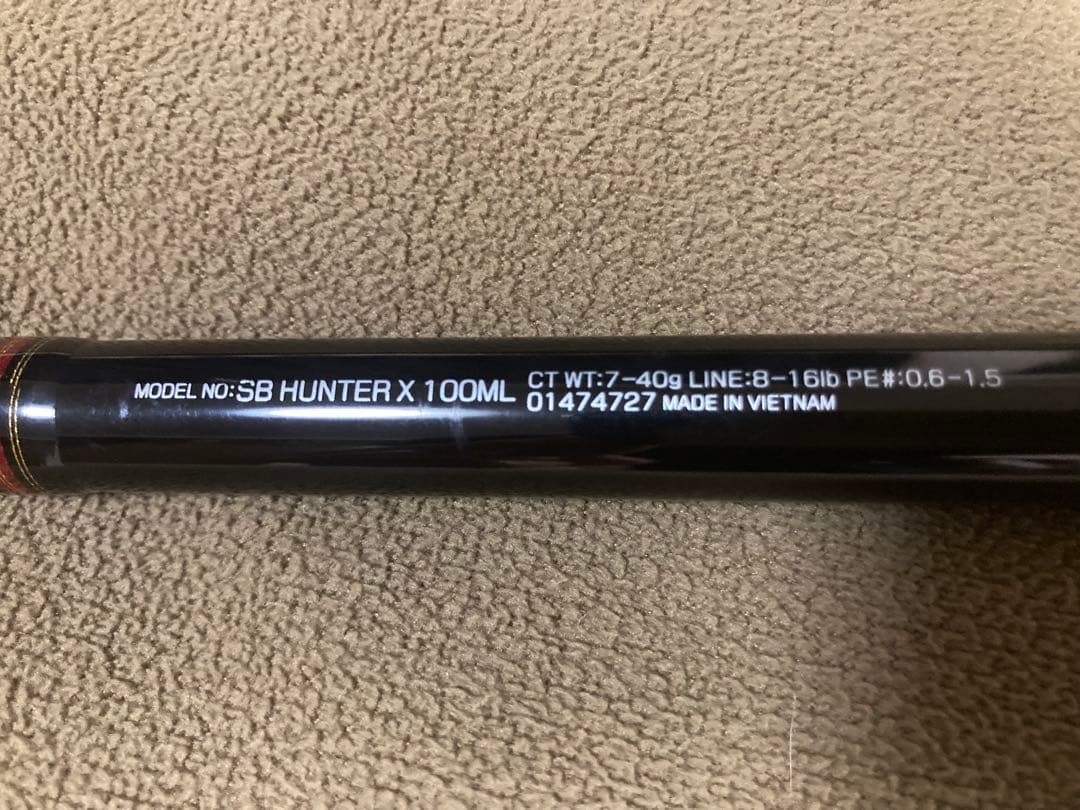 MODEL NO:SB HUNTER X 100ML CT WT:7-40g LINE:8-16lb PE#:0.6-1.5
01474727 MADE IN VIETNAM